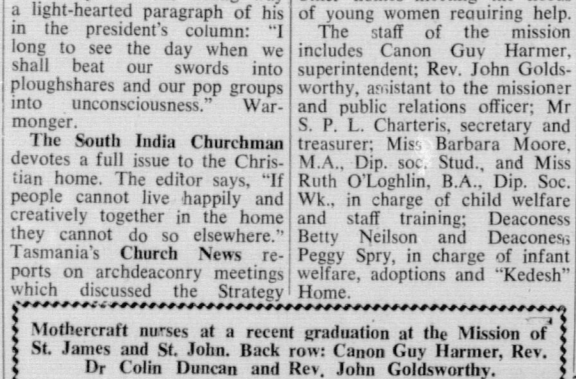 a light-hearted paragraph of his
in the president's column: "I
long to see the day when we
shall beat our swords into
ploughshares and our pop groups
into unconsciousness." War-
monger.
The South India Churchman
devotes a full issue to the Chris-
tian home. The editor says, "If
people cannot live happily and
creatively together in the home
they cannot do so elsewhere."
Tasmania's Church News re-
ports on archdeaconry meetings
which discussed the Strategy
of young women requiring help.
The staff of the mission
includes Canon Guy Harmer,
superintendent; Rev. John Golds-
worthy, assistant to the missioner
and public relations officer; Mr
S. P. L. Charteris, secretary and
treasurer; Miss Barbara Moore,
M.A., Dip. soc. Stud., and Miss
Ruth O'Loghlin, B.A., Dip. Soc.
Wk., in charge of child welfare
and staff training; Deaconess
Betty Neilson and Deaconess
Peggy Spry, in charge of infant
welfare, adoptions and "Kedesh"
Home.
Mothercraft nurses at a recent graduation at the Mission of
St. James and St. John. Back row: Canon Guy Harmer, Rev.
Dr Colin Duncan and Rev. John Goldsworthy.